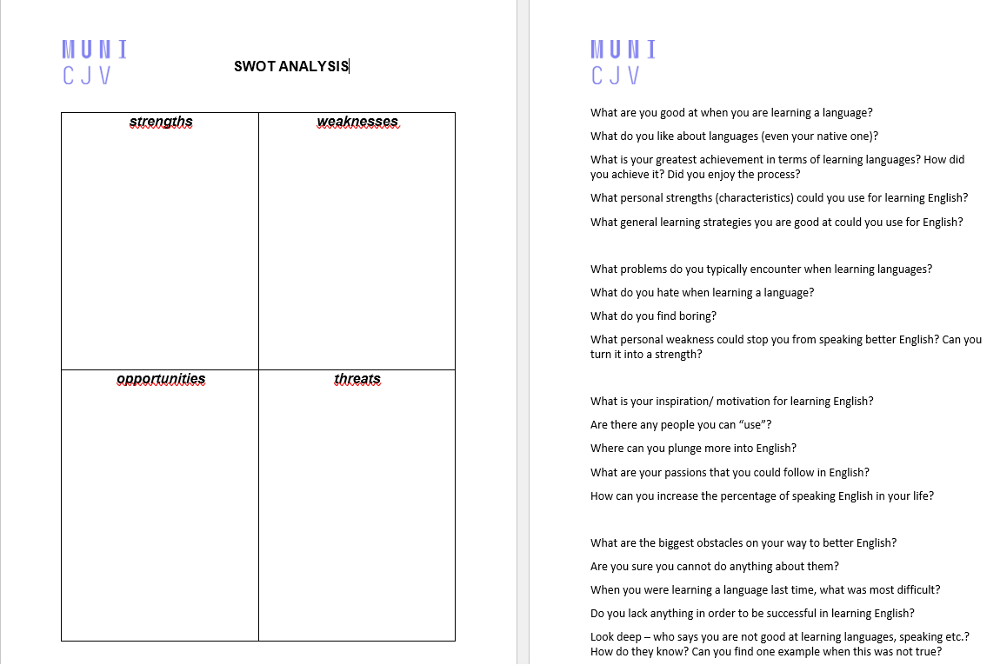 MUNI
CJV
SWOT ANALYSIS
strengths
weaknesses
opportunities
threats
MUNI
CJV
What are you good at when you are learning a language?
What do you like about languages (even your native one)?
What is your greatest achievement in terms of learning languages? How did
you achieve it? Did you enjoy the process?
What personal strengths (characteristics) could you use for learning English?
What general learning strategies you are good at could you use for English?
What problems do you typically encounter when learning languages?
What do you hate when learning a language?
What do you find boring?
What personal weakness could stop you from speaking better English? Can you
turn it into a strength?
What is your inspiration/ motivation for learning English?
Are there any people you can “use”?
Where can you plunge more into English?
What are your passions that you could follow in English?
How can you increase the percentage of speaking English in your life?
What are the biggest obstacles on your way to better English?
Are you sure you cannot do anything about them?
When you were learning a language last time, what was most difficult?
Do you lack anything in order to be successful in learning English?
Look deep – who says you are not good at learning languages, speaking etc.?
How do they know? Can you find one example when this was not true?